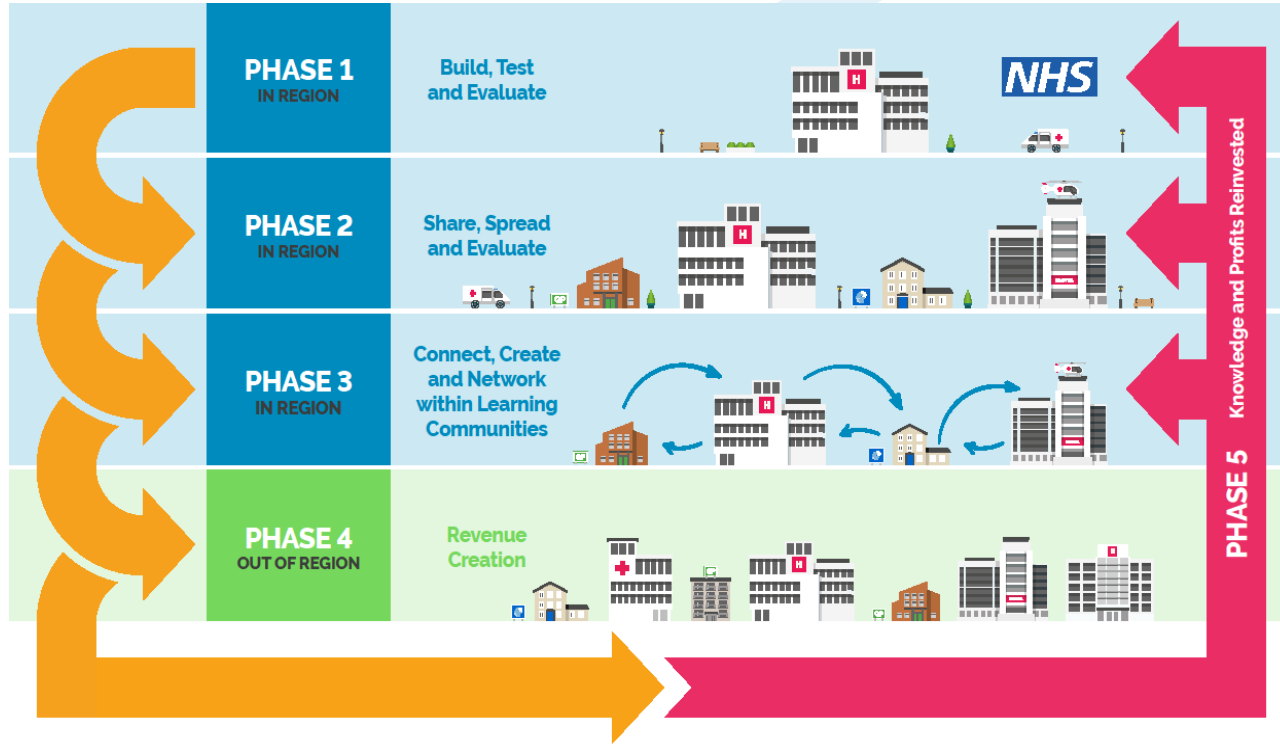 PHASE 1
IN REGION
Build, Test
and Evaluate
H
NHS
PHASE 2
IN REGION
Share, Spread
and Evaluate
H
PHASE 3
IN REGION
Connect, Create
and Network
within Learning
Communities
H
PHASE 4
OUT OF REGION
Revenue
Creation
H
PHASE 5 Knowledge and Profits Reinvested